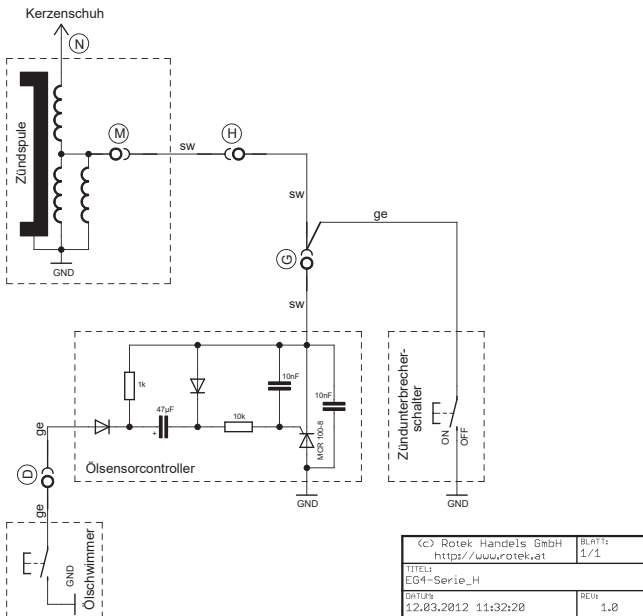 Kerzenschuh
N
Zündspule
M
H
sw
sw
ge
GND
G
sw
1k
47µF
+
10k
10nF
10nF
MCR 100-8
Ölsensorcontroller
GND
Zündunterbrecher-
schalter
ON
OFF
GND
ge
D
ge
GND
Ölschwimmer
(c) Rotek Handels GmbH
http://www.rotek.at
BLATT:
1/1
TITEL:
EG4-Serie_H
DATUM:
12.03.2012 11:32:20
REV:
1.0